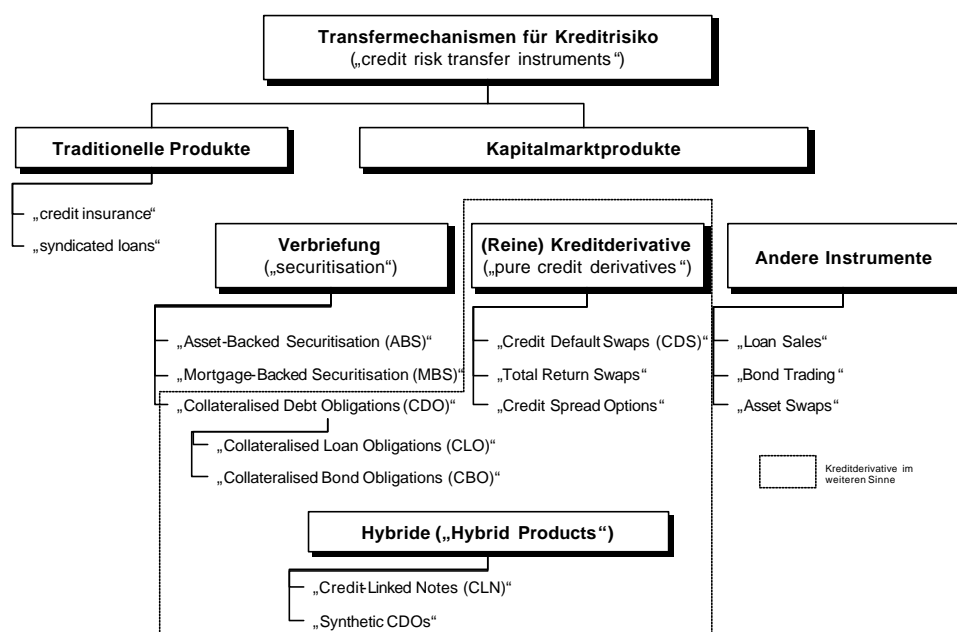 Transfermechanismen für Kreditrisiko
(„credit risk transfer instruments“)
Traditionelle Produkte
Kapitalmarktprodukte
„credit insurance“
„syndicated loans“
Verbriefung
(„securitisation“)
(Reine) Kreditderivative
(„pure credit derivatives“)
Andere Instrumente
„Asset-Backed Securitisation (ABS)“
„Mortgage-Backed Securitisation (MBS)“
„Collateralised Debt Obligations (CDO)“
„Collateralised Loan Obligations (CLO)“
„Collateralised Bond Obligations (CBO)“
„Credit Default Swaps (CDS)“
„Total Return Swaps“
„Credit Spread Options“
„Loan Sales“
„Bond Trading“
„Asset Swaps“
Kreditderivative im
weiteren Sinne
Hybride („Hybrid Products“)
„Credit-Linked Notes (CLN)“
„Synthetic CDOs“